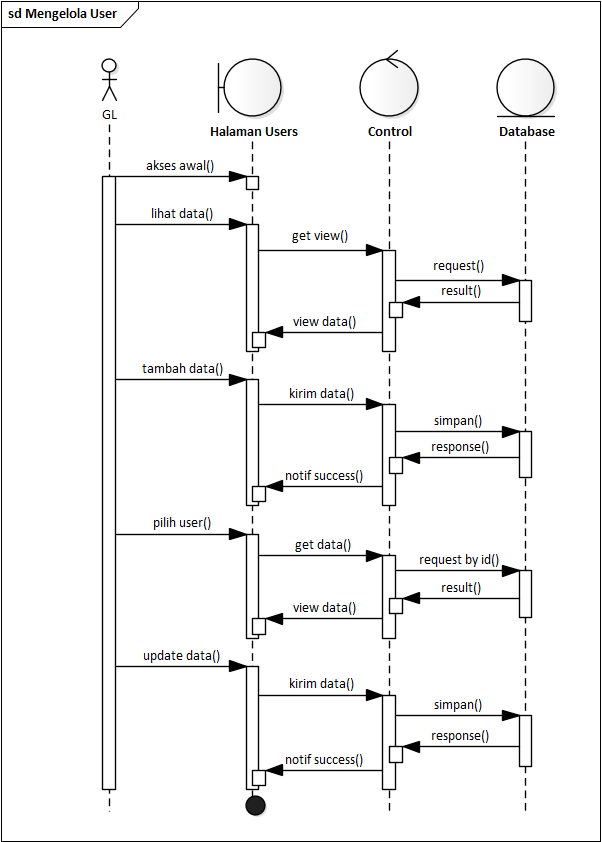 sd Mengelola User
GL
Halaman Users
Control
Database
akses awal()
lihat data()
get view()
request()
result()
view data()
tambah data()
kirim data()
simpan()
response()
notif success()
pilih user()
get data()
request by id()
result()
view data()
update data()
kirim data()
simpan()
response()
notif success()